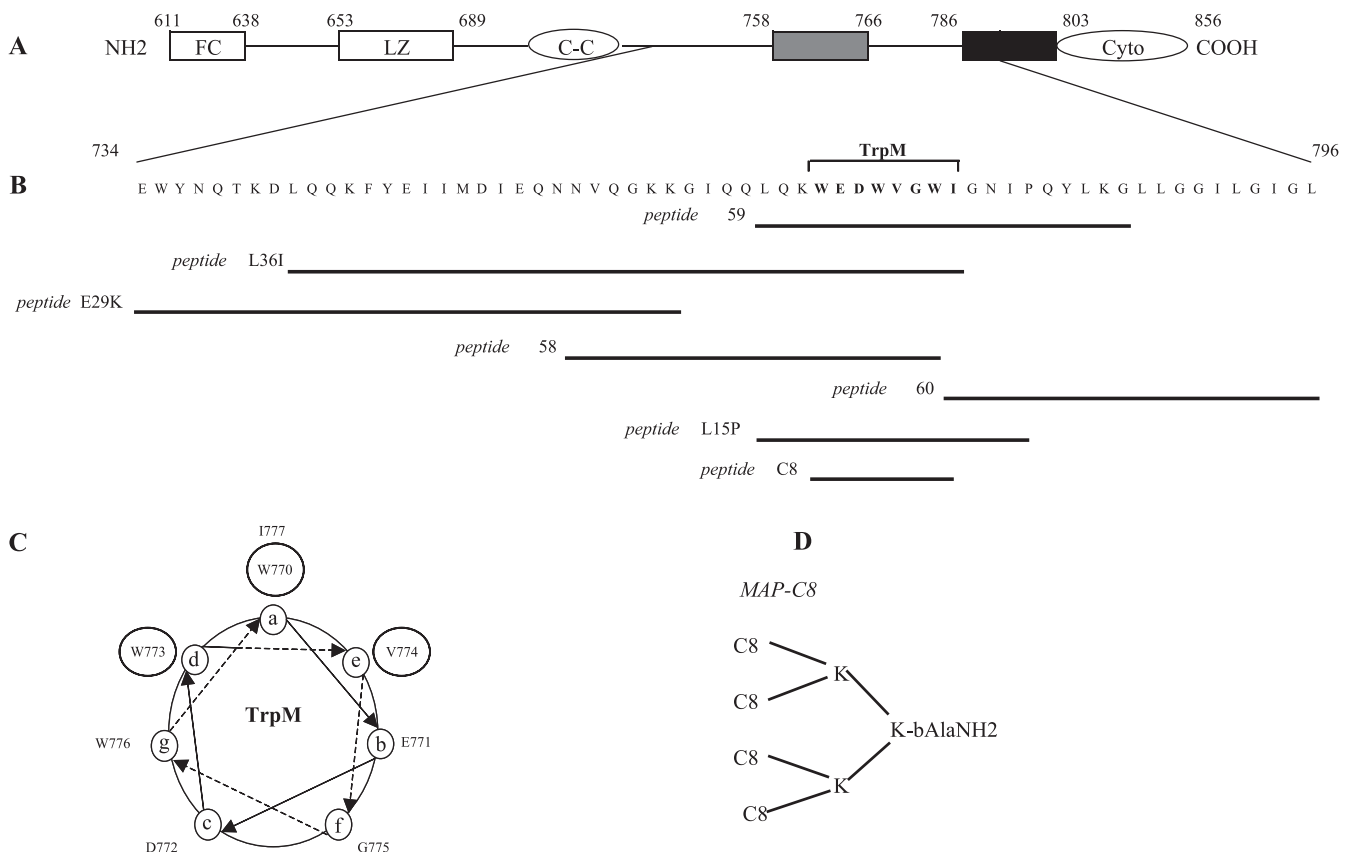 611 638 653 689 758 766 786 803 856
A NH2 FC LZ C-C Cyto COOH
734 TrpM 796
B E W Y N Q T K D L Q Q K F Y E I I M D I E Q N N V Q G K K G I Q Q L Q K W E D W V G W I G N I P Q Y L K G L L G G I L G I G L
peptide 59
peptide L36I
peptide E29K
peptide 58
peptide 60
peptide L15P
peptide C8
C
I777
W770
a
W773 d e V774
TrpM
W776 g b E771
c f
D772 G775
D
MAP-C8
C8
K
C8
K-bAlaNH2
C8
K
C8